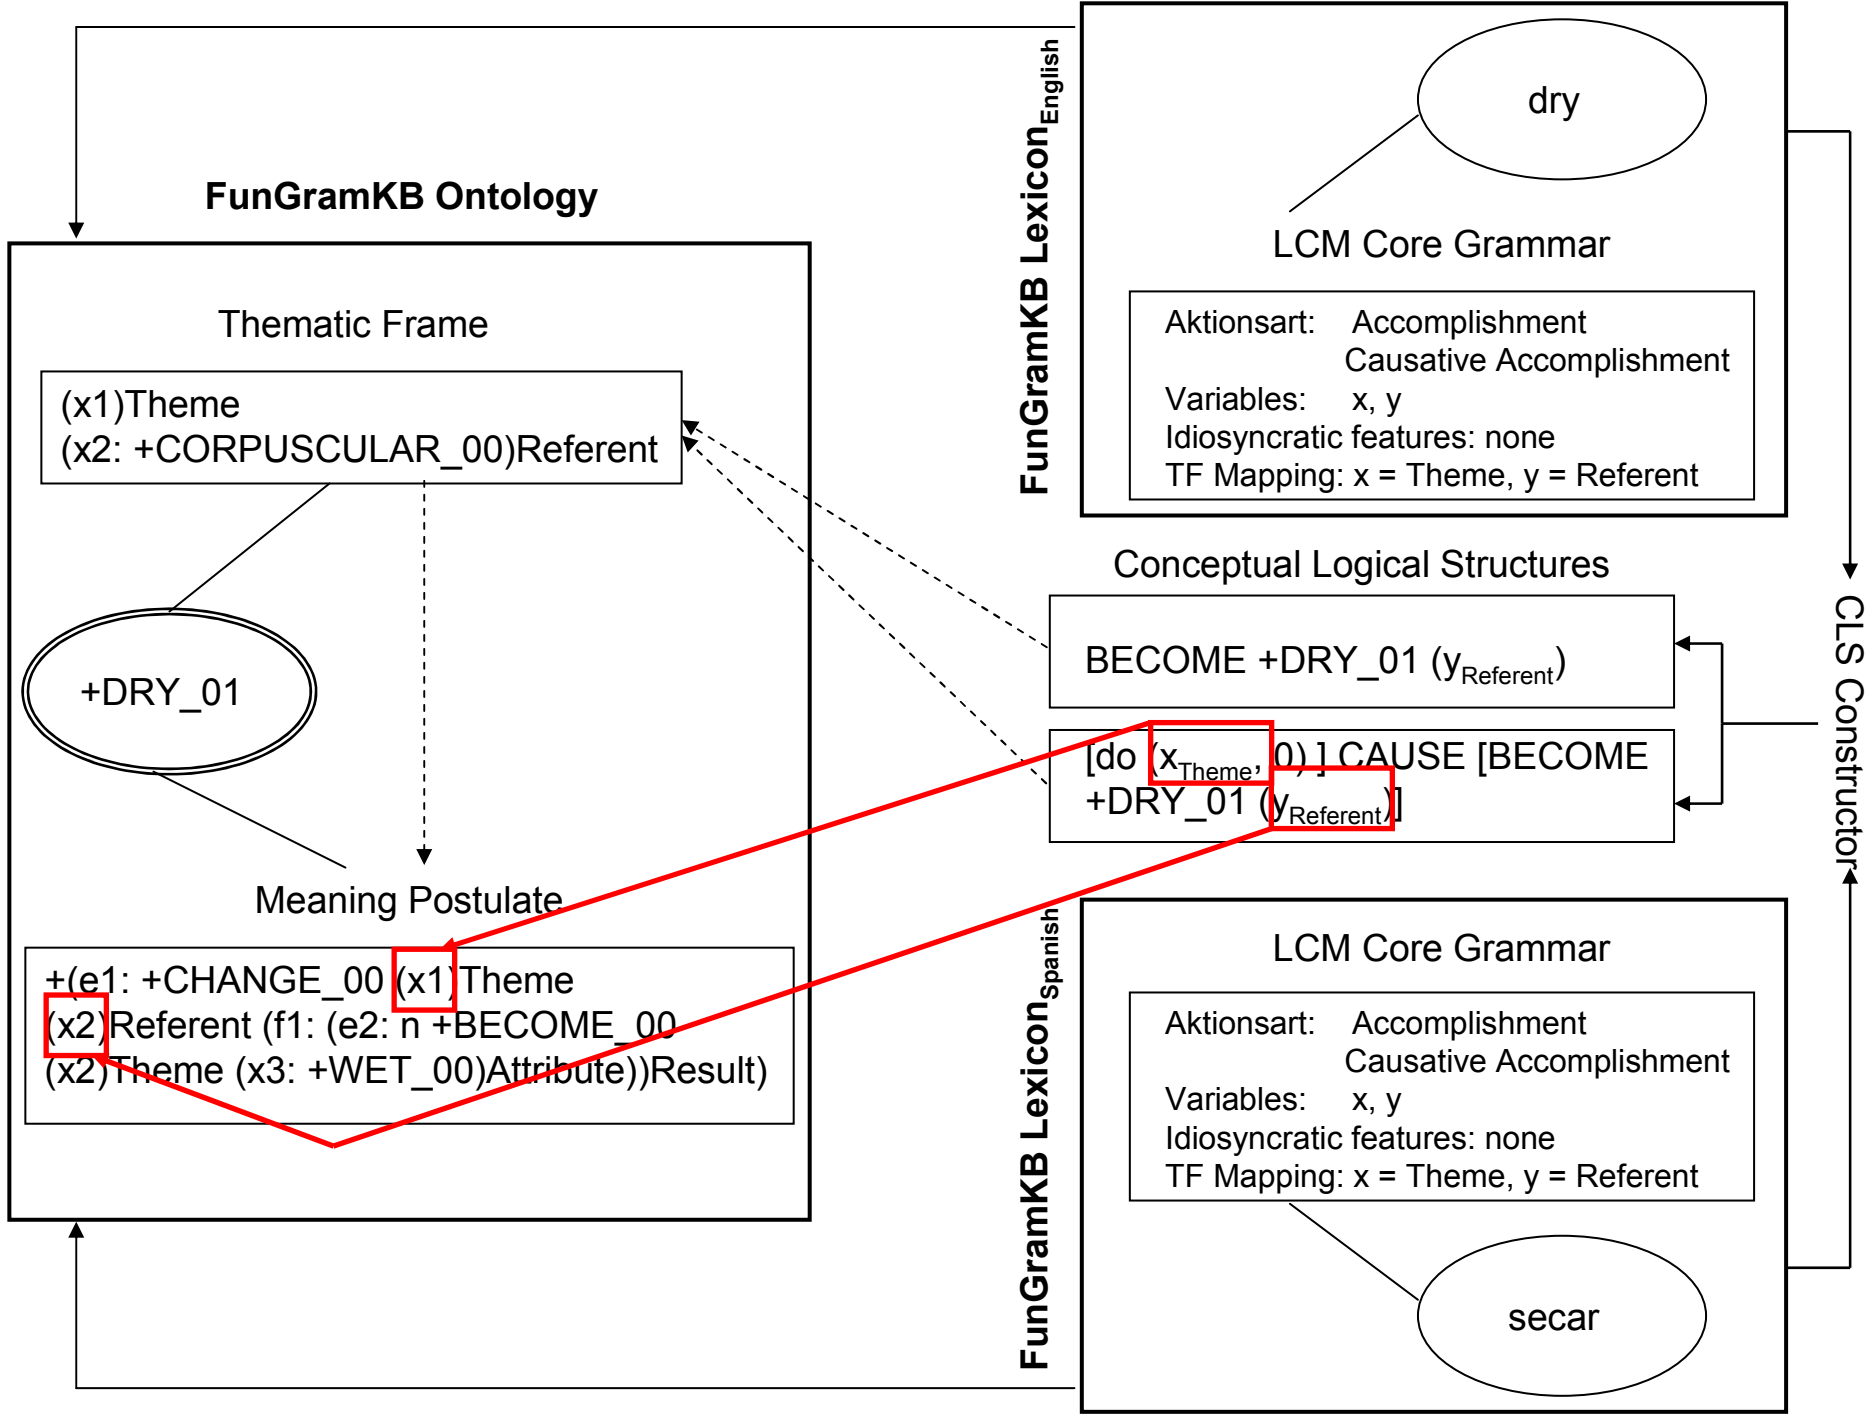 FunGramKB Ontology
Thematic Frame
(x1)Theme
(x2: +CORPUSCULAR_00)Referent
+DRY_01
Meaning Postulate
+(e1: +CHANGE_00 (x1)Theme
(x2)Referent (f1: (e2: n +BECOME_00
(x2)Theme (x3: +WET_00)Attribute))Result)
FunGramKB Lexicon English
dry
LCM Core Grammar
Aktionsart: Accomplishment
Causative Accomplishment
Variables: x, y
Idiosyncratic features: none
TF Mapping: x = Theme, y = Referent
Conceptual Logical Structures
BECOME +DRY_01 (yReferent)
[do (xTheme, 0) ] CAUSE [BECOME
+DRY_01 (yReferent)]
CLS Constructor
FunGramKB Lexicon Spanish
LCM Core Grammar
Aktionsart: Accomplishment
Causative Accomplishment
Variables: x, y
Idiosyncratic features: none
TF Mapping: x = Theme, y = Referent
secar